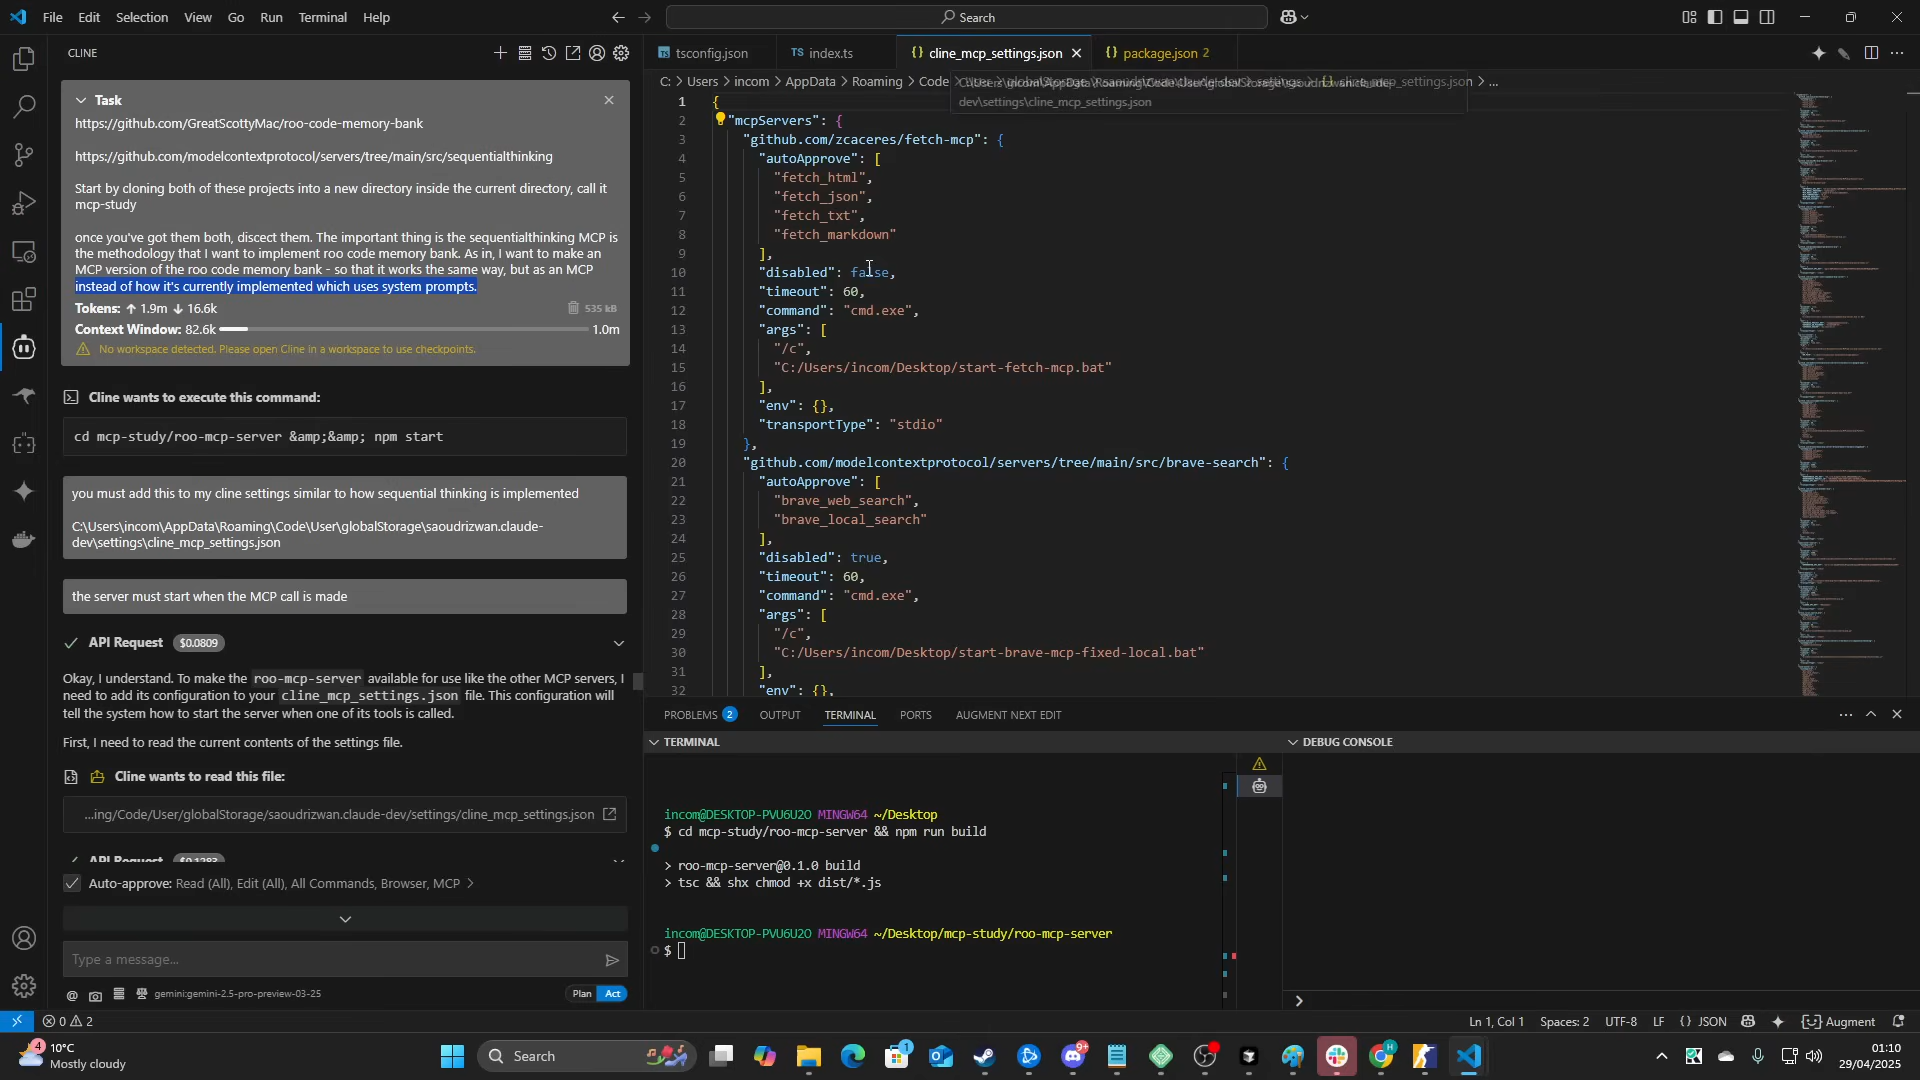 File Edit Selection View Go Run Terminal Help
Search
CLINE
Task
https://github.com/GreatScottyMac/roo-code-memory-bank
https://github.com/modelcontextprotocol/servers/tree/main/src/sequentialthinking
Start by cloning both of these projects into a new directory inside the current directory, call it
mcp-study
once you've got them both, discect them. The important thing is the sequentialthinking MCP is
the methodology that I want to implement roo code memory bank. As in, I want to make an
MCP version of the roo code memory bank - so that it works the same way, but as an MCP
instead of how it's currently implemented which uses system prompts.
Tokens: ↑ 1.9m ↓ 16.6k 535 kB
Context Window: 82.6k 1.0m
No workspace detected. Please open Cline in a workspace to use checkpoints.
Cline wants to execute this command:
cd mcp-study/roo-mcp-server &amp;&amp; npm start
you must add this to my cline settings similar to how sequential thinking is implemented
C:\Users\incom\AppData\Roaming\Code\User\globalStorage\saoudrizwan.claude-
dev\settings\cline_mcp_settings.json
the server must start when the MCP call is made
API Request $0.0809
Okay, I understand. To make the roo-mcp-server available for use like the other MCP servers, I
need to add its configuration to your cline_mcp_settings.json file. This configuration will
tell the system how to start the server when one of its tools is called.
First, I need to read the current contents of the settings file.
Cline wants to read this file:
...ing/Code/User/globalStorage/saoudrizwan.claude-dev/settings/cline_mcp_settings.json
API Request $0.1283
Auto-approve: Read (All), Edit (All), All Commands, Browser, MCP >
Type a message...
@ gemini:gemini-2.5-pro-preview-03-25 Plan Act
tsconfig.json TS index.ts {} cline_mcp_settings.json {} package.json 2
C: > Users > incom > AppData > Roaming > Code
dev\settings\cline_mcp_settings.json
1 {
2 "mcpServers": {
3 "github.com/zcaceres/fetch-mcp": {
4 "autoApprove": [
5 "fetch_html",
6 "fetch_json",
7 "fetch_txt",
8 "fetch_markdown"
9 ],
10 "disabled": false,
11 "timeout": 60,
12 "command": "cmd.exe",
13 "args": [
14 "/c",
15 "C:/Users/incom/Desktop/start-fetch-mcp.bat"
16 ],
17 "env": {},
18 "transportType": "stdio"
19 },
20 "github.com/modelcontextprotocol/servers/tree/main/src/brave-search": {
21 "autoApprove": [
22 "brave_web_search",
23 "brave_local_search"
24 ],
25 "disabled": true,
26 "timeout": 60,
27 "command": "cmd.exe",
28 "args": [
29 "/c",
30 "C:/Users/incom/Desktop/start-brave-mcp-fixed-local.bat"
31 ],
32 "env": {},
PROBLEMS 2 OUTPUT TERMINAL PORTS AUGMENT NEXT EDIT
TERMINAL
incom@DESKTOP-PVU6U2O MINGW64 ~/Desktop
$ cd mcp-study/roo-mcp-server && npm run build
> roo-mcp-server@0.1.0 build
> tsc && shx chmod +x dist/*.js
incom@DESKTOP-PVU6U2O MINGW64 ~/Desktop/mcp-study/roo-mcp-server
$
DEBUG CONSOLE
0 2
Ln 1, Col 1 Spaces: 2 UTF-8 LF {} JSON Augment
4 10°C
Mostly cloudy
Search
1
9+
01:10
29/04/2025